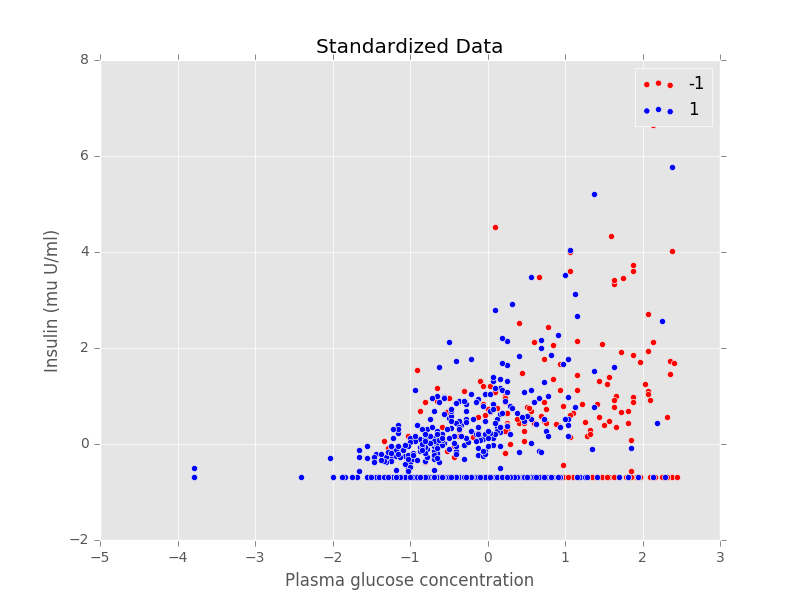 Standardized Data
8
-1
1
6
4
2
0
−2
Insulin (mu U/ml)
−5 −4 −3 −2 −1 0 1 2 3
Plasma glucose concentration